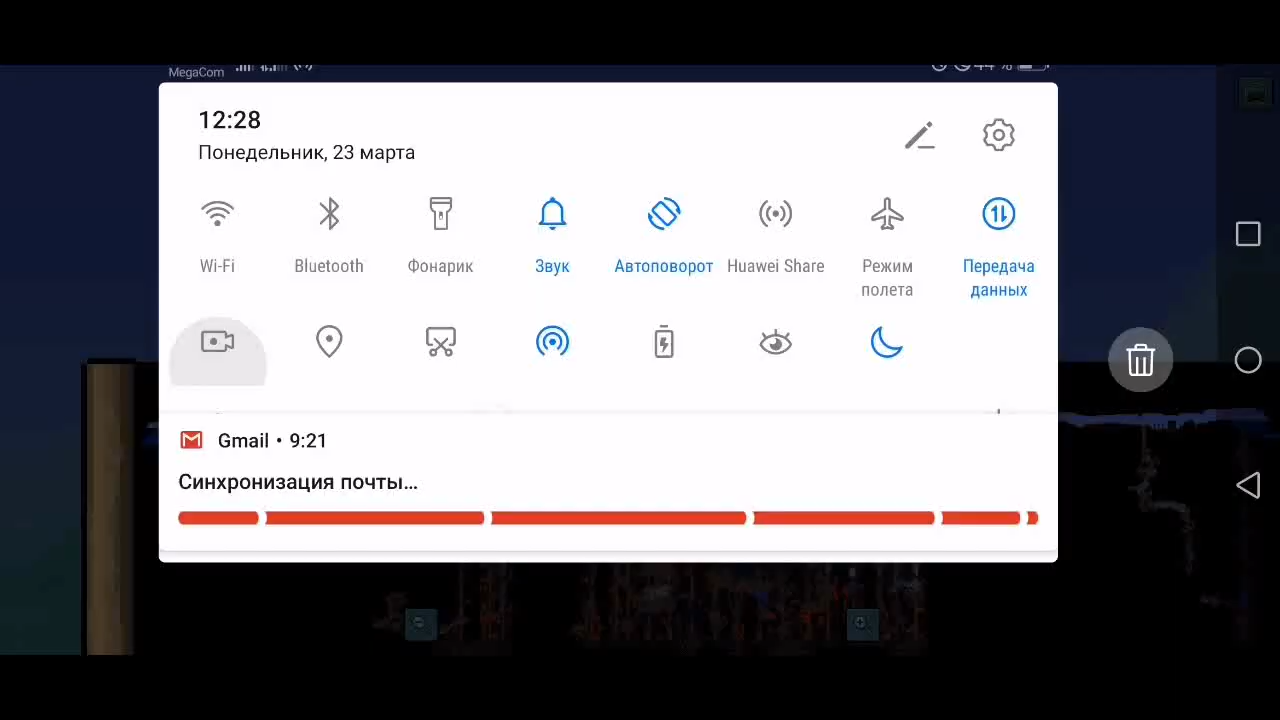 MegaCom
44 %
12:28
Понедельник, 23 марта
Wi-Fi
Bluetooth
Фонарик
Звук
Автоповорот
Huawei Share
Режим
полета
Передача
данных
Gmail • 9:21
Синхронизация почты...